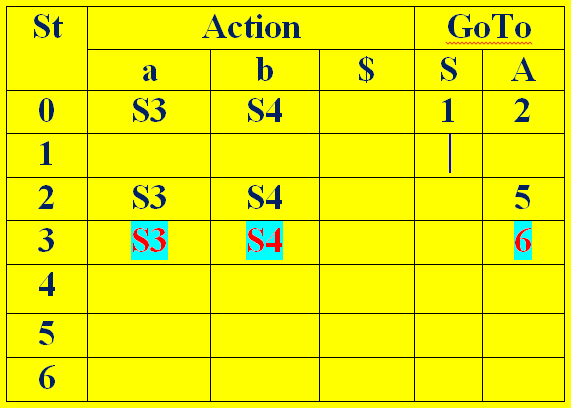 St Action GoTo
a b $ S A
0 S3 S4 1 2
1
2 S3 S4 5
3 S3 S4 6
4
5
6